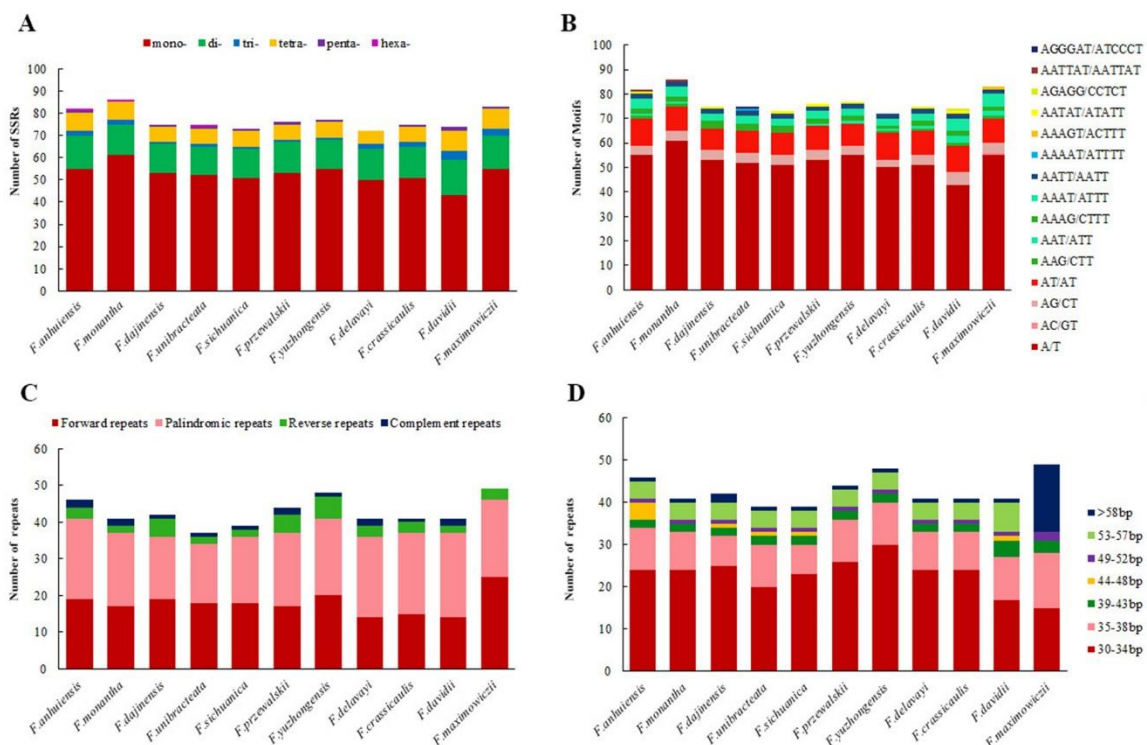 A
mono- di- tri- tetra- penta- hexa-
Number of SSRs
100
90
80
70
60
50
40
30
20
10
0
F.anhuiensis
F.monantha
F.dajinensis
F.unibracteata
F.sichuanica
F.przewalskii
F.yuzhongensis
F.delavayi
F.crassicaulis
F.davidii
F.maximowiczii
B
Number of Motifs
100
90
80
70
60
50
40
30
20
10
0
F.anhuiensis
F.monantha
F.dajinensis
F.unibracteata
F.sichuanica
F.przewalskii
F.yuzhongensis
F.delavayi
F.crassicaulis
F.davidii
F.maximowiczii
AGGGAT/ATCCCT
AATTAT/AATTAT
AGAGG/CCTCT
AATAT/ATATT
AAAGT/ACTTT
AAAAT/ATTTT
AATT/AATT
AAAT/ATTT
AAAG/CTTT
AAT/ATT
AAG/CTT
AT/AT
AG/CT
AC/GT
A/T
C
Forward repeats Palindromic repeats Reverse repeats Complement repeats
Number of repeats
60
50
40
30
20
10
0
F.anhuiensis
F.monantha
F.dajinensis
F.unibracteata
F.sichuanica
F.przewalskii
F.yuzhongensis
F.delavayi
F.crassicaulis
F.davidii
F.maximowiczii
D
Number of repeats
60
50
40
30
20
10
0
F.anhuiensis
F.monantha
F.dajinensis
F.unibracteata
F.sichuanica
F.przewalskii
F.yuzhongensis
F.delavayi
F.crassicaulis
F.davidii
F.maximowiczii
>58bp
53-57bp
49-52bp
44-48bp
39-43bp
35-38bp
30-34bp